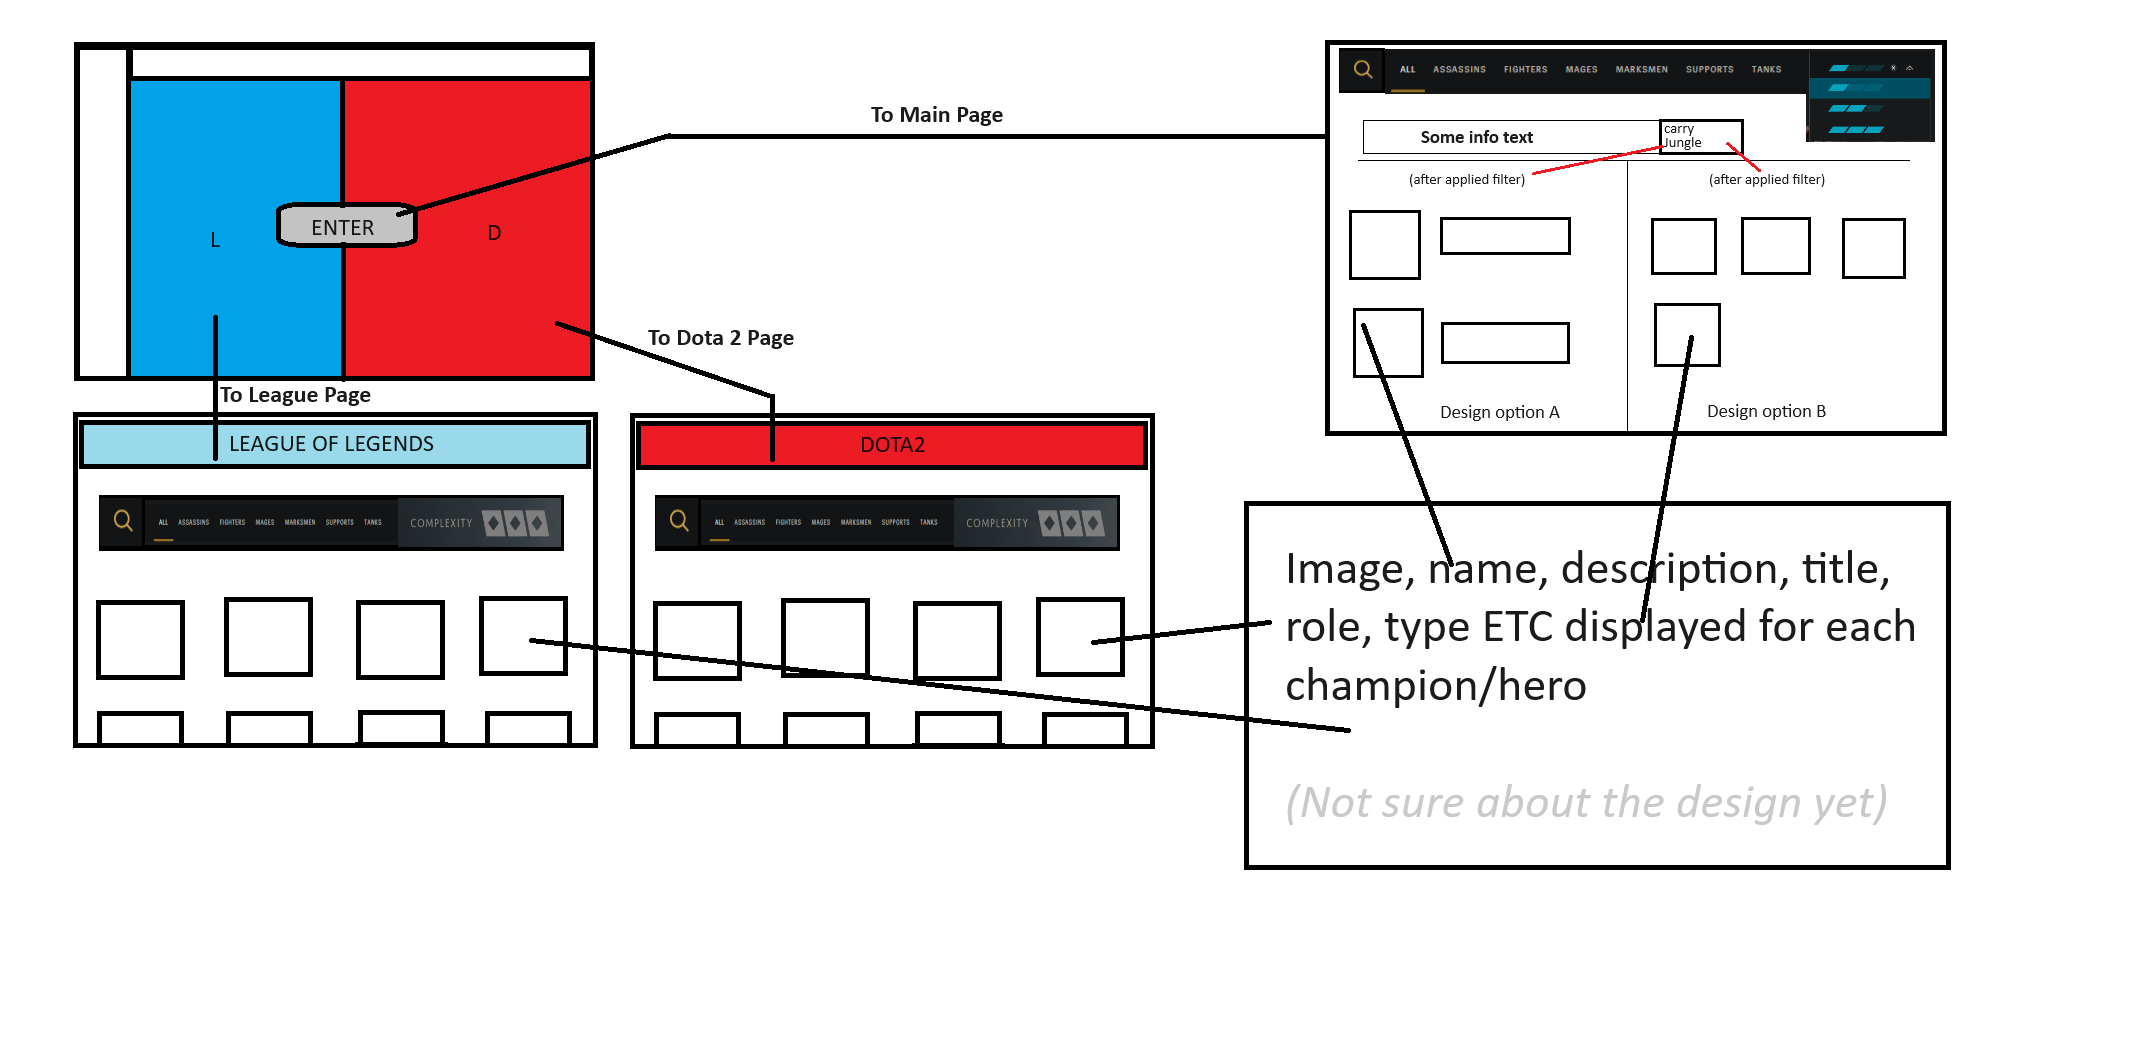 L
ENTER
D
To Main Page
To Dota 2 Page
To League Page
ALL ASSASSINS FIGHTERS MAGES MARKSMEN SUPPORTS TANKS
Some info text
carry
Jungle
(after applied filter)
(after applied filter)
Design option A
Design option B
LEAGUE OF LEGENDS
ALL ASSASSINS FIGHTERS MAGES MARKSMEN SUPPORTS TANKS COMPLEXITY
DOTA2
ALL ASSASSINS FIGHTERS MAGES MARKSMEN SUPPORTS TANKS COMPLEXITY
Image, name, description, title,
role, type ETC displayed for each
champion/hero
(Not sure about the design yet)